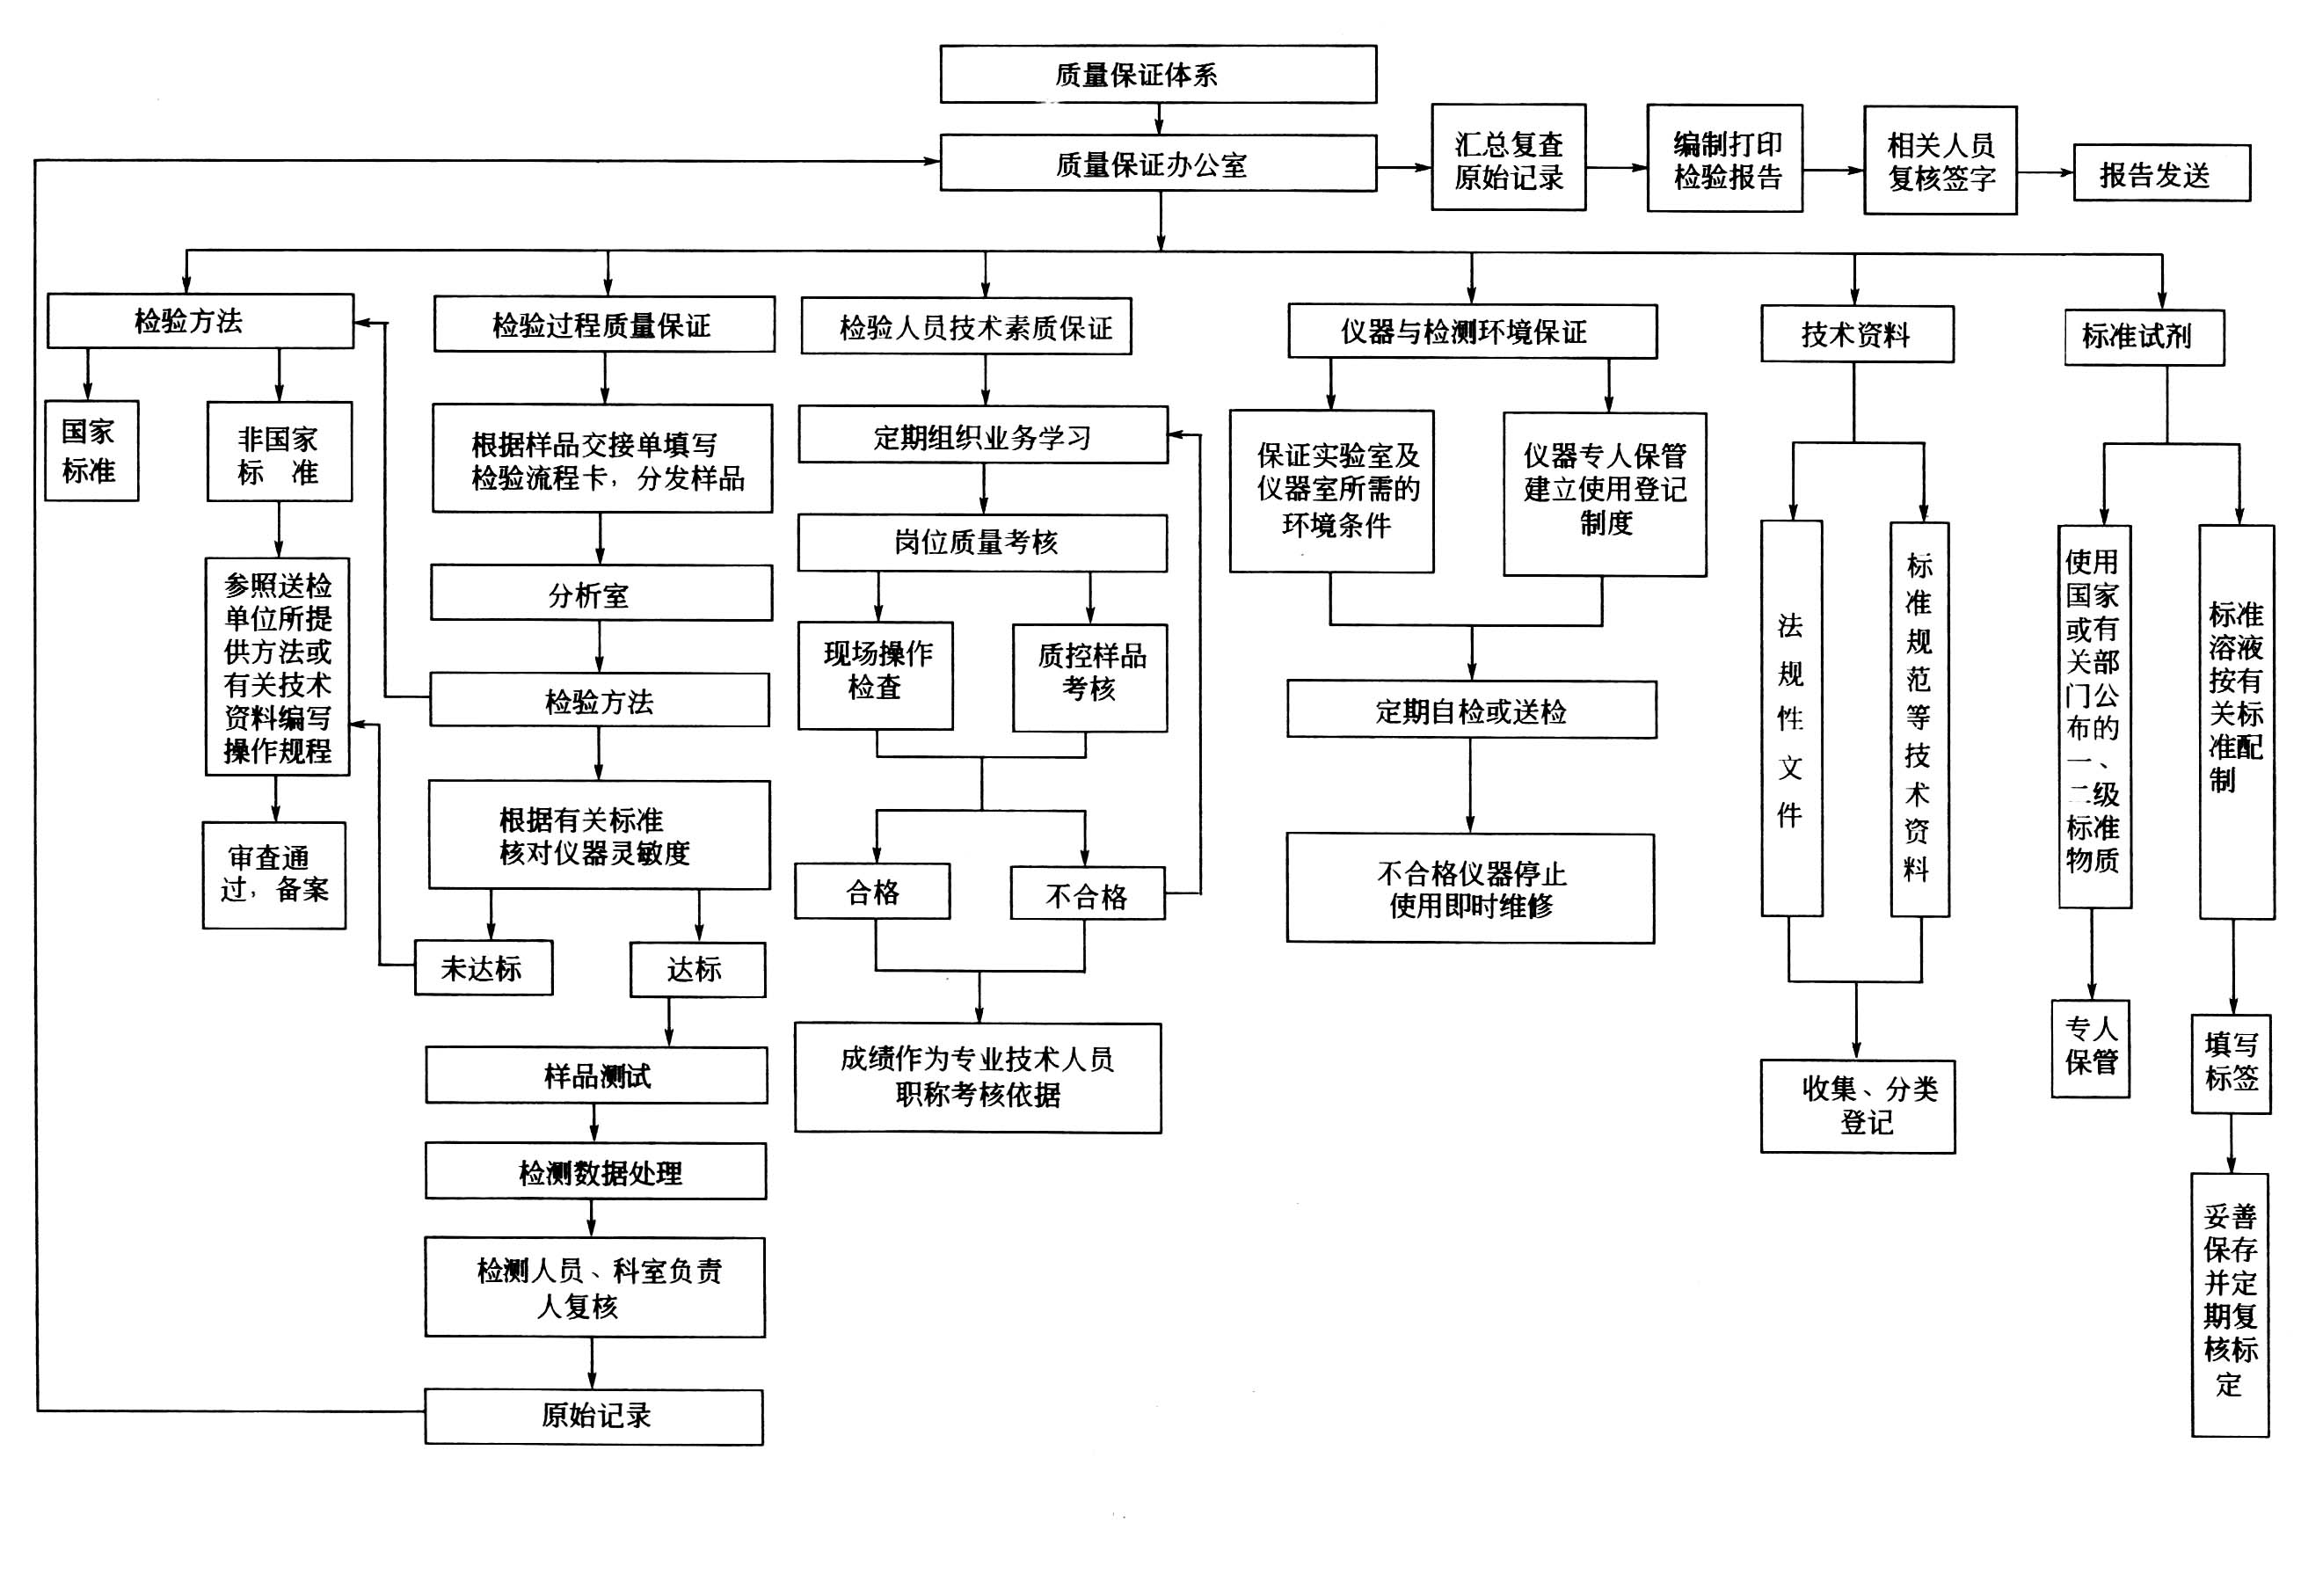 质量保证体系
质量保证办公室
汇总复查
原始记录
编制打印
检验报告
相关人员
复核签字
报告发送
检验方法
国家
标准
非国家
标 准
参照送检
单位所提
供方法或
有关技术
资料编写
操作规程
审查通
过，备案
检验过程质量保证
根据样品交接单填写
检验流程卡，分发样品
分析室
检验方法
根据有关标准
核对仪器灵敏度
未达标
达标
样品测试
检测数据处理
检测人员、科室负责
人复核
原始记录
检验人员技术素质保证
定期组织业务学习
岗位质量考核
现场操作
检查
质控样品
考核
合格
不合格
成绩作为专业技术人员
职称考核依据
仪器与检测环境保证
保证实验室及
仪器室所需的
环境条件
仪器专人保管
建立使用登记
制度
定期自检或送检
不合格仪器停止
使用即时维修
技术资料
法规性文件
标准规范等技术资料
收集、分类
登记
标准试剂
使用
国家
或有
关部
门公
布的
一、
二级
标准
物质
专人
保管
标准
溶液
按有
关标
准配
制
填写
标签
妥善
保存
并定
期复
核标
定